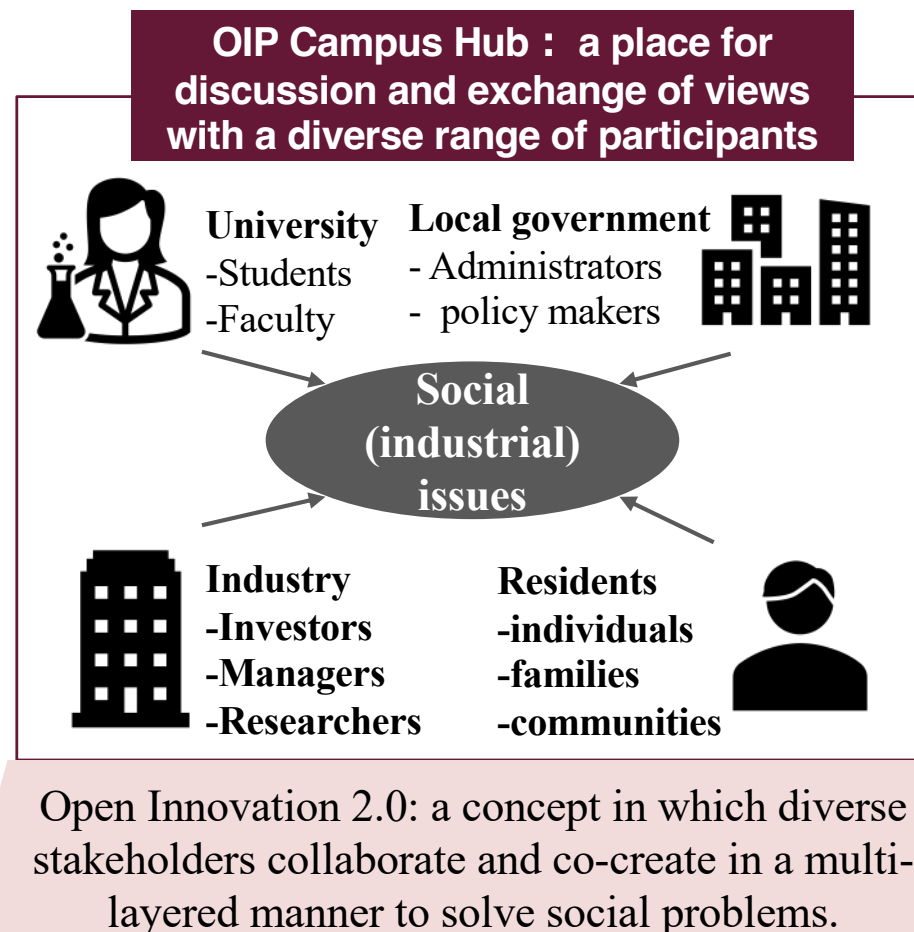 OIP Campus Hub： a place for
discussion and exchange of views
with a diverse range of participants
University
-Students
-Faculty
Local government
- Administrators
- policy makers
Social
(industrial)
issues
Industry
-Investors
-Managers
-Researchers
Residents
-individuals
-families
-communities
Open Innovation 2.0: a concept in which diverse
stakeholders collaborate and co-create in a multi-
layered manner to solve social problems.